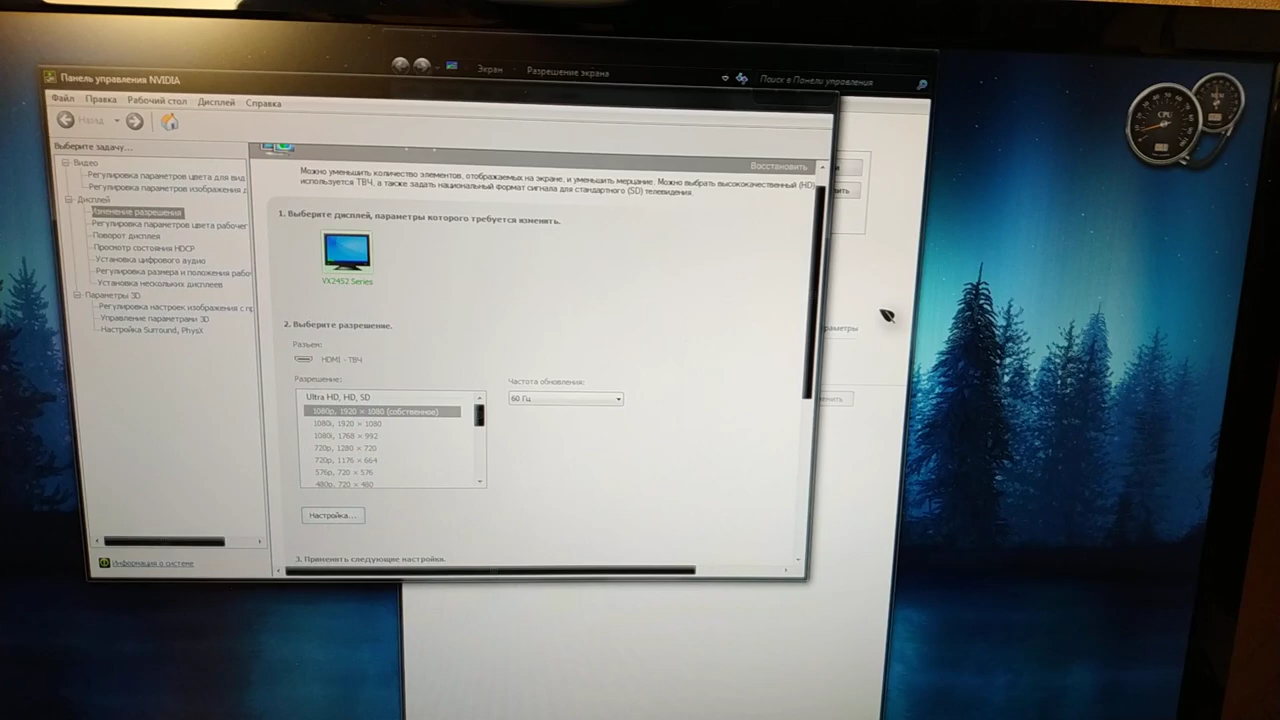 Экран
Разрешение экрана
Поиск в Панели управления
Панель управления NVIDIA
Файл Правка Рабочий стол Дисплей Справка
Назад
Выберите задачу...
Видео
Регулировка параметров цвета для вид
Регулировка параметров изображения д
Дисплей
Изменение разрешения
Регулировка параметров цвета рабочег
Поворот дисплея
Просмотр состояния HDCP
Установка цифрового аудио
Регулировка размера и положения рабо
Установка нескольких дисплеев
Параметры 3D
Регулировка настроек изображения с пр
Управление параметрами 3D
Настройка Surround, PhysX
Информация о системе
Восстановить
Можно уменьшить количество элементов, отображаемых на экране, и уменьшить мерцание. Можно выбрать высококачественный (HD)
используется ТВЧ, а также задать национальный формат сигнала для стандартного (SD) телевидения.
1. Выберите дисплей, параметры которого требуется изменять.
VX2452 Series
2. Выберите разрешение.
Разъем:
HDMI - ТВЧ
Разрешение:
Ultra HD, HD, SD
1080p, 1920 × 1080 (собственное)
1080i, 1920 × 1080
1080i, 1768 × 992
720p, 1280 × 720
720p, 1176 × 664
576p, 720 × 576
480p, 720 × 480
Частота обновления:
60 Гц
Настройка...
3. Применить следующие настройки.
раметры
CPU